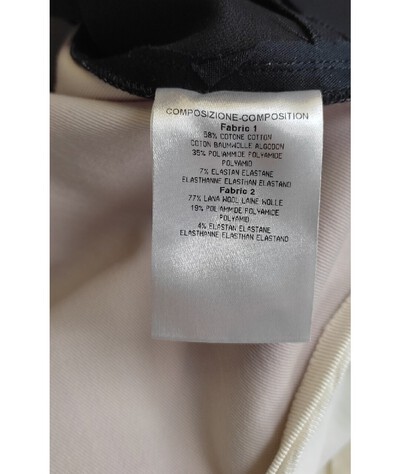 COMPOSIZIONE-COMPOSITION
Fabric 1
58% COTONE COTTON
COTON BAUMWOLLE ALGODON
35% POLIAMMIDE POLYAMIDE
POLYAMID
7% ELASTAN ELASTANE
ELASTHANNE ELASTHAN ELASTANO
Fabric 2
77% LANA WOOL LAINE WOLLE
19% POLIAMMIDE POLYAMIDE
POLYAMID
4% ELASTAN ELASTANE
ELASTHANNE ELASTHAN ELASTANO